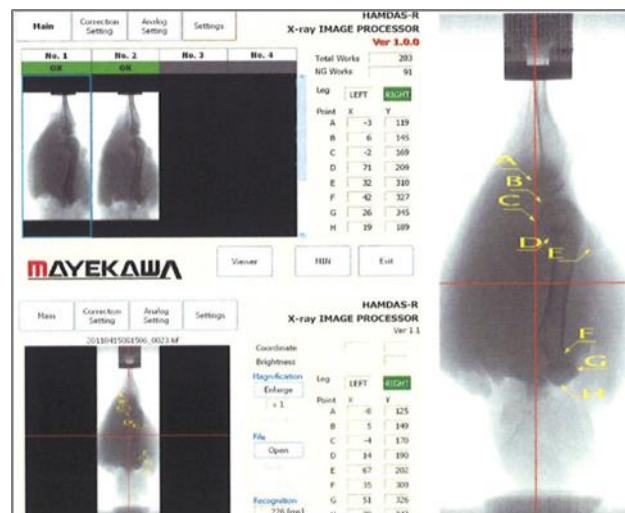 Main Correction Setting Analog Setting Settings
HAMDAS-R
X-ray IMAGE PROCESSOR
Ver 1.0.0
No. 1 No. 2 No. 3 No. 4
OK OK
Total Works 203
NG Works 91
Leg LEFT RIGHT
Point X Y
A -3 119
B 6 145
C -2 169
D 71 209
E 32 310
F 42 327
G 26 345
H 19 189
MAYEKAWA
Viewer MIN Exit
Main Correction Setting Analog Setting Settings
HAMDAS-R
X-ray IMAGE PROCESSOR
Ver 1.1
Coordinate
Brightness
Magnification
Enlarge
x 1
File
Open
Recognition
Leg LEFT RIGHT
Point X Y
A 125
B 5 149
C -4 170
D 14 190
E 67 202
F 35 309
G 51 326
A
B
C
D
E
F
G
H